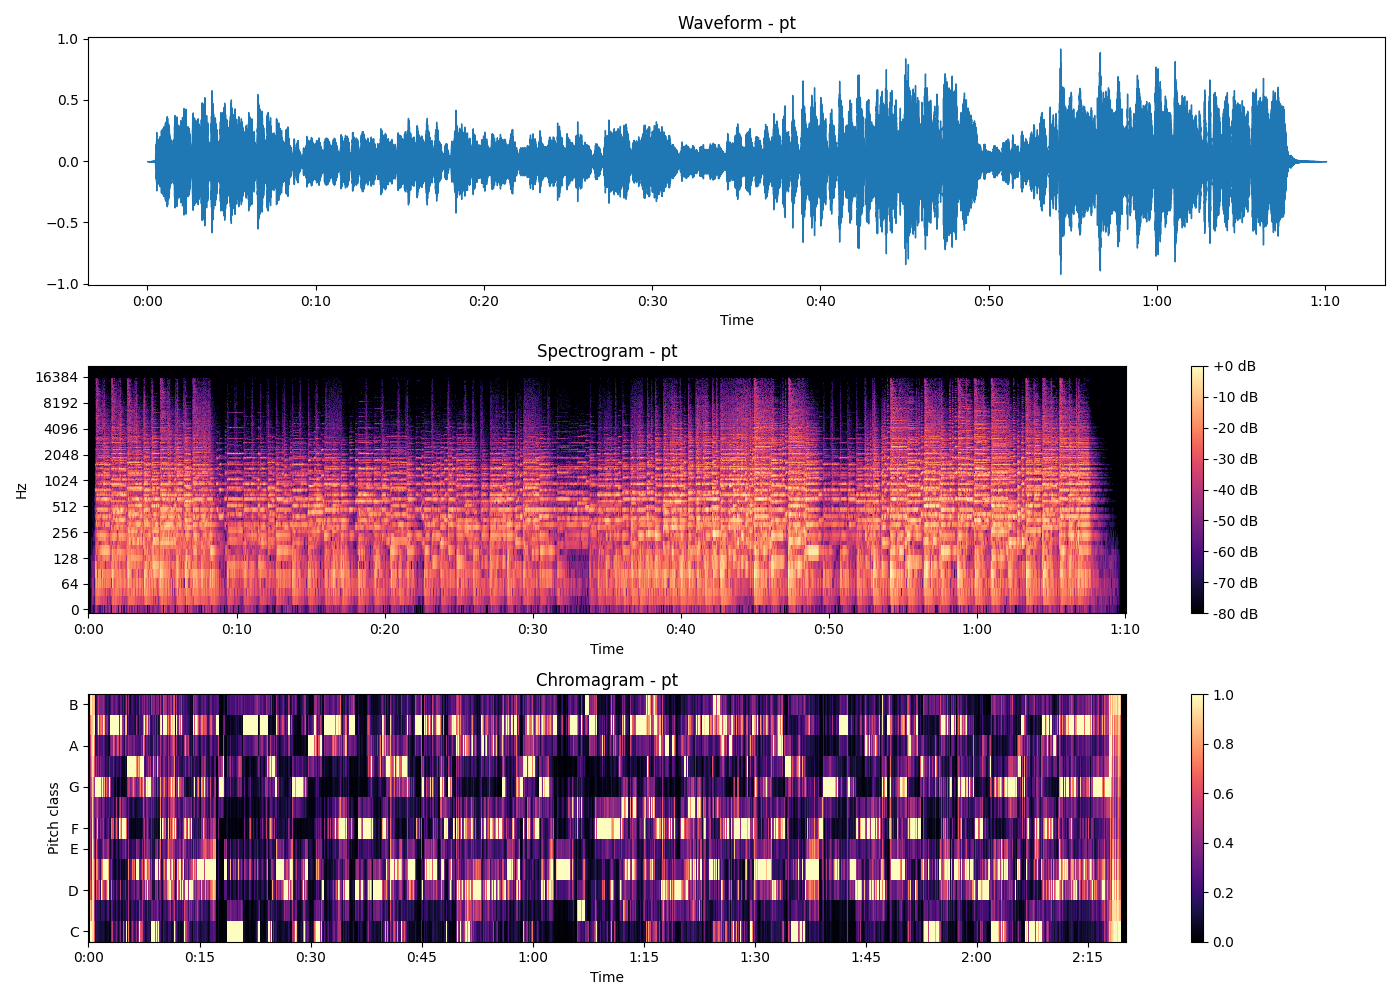 Waveform - pt
1.0
0.5
0.0
−0.5
−1.0
0:00 0:10 0:20 0:30 0:40 0:50 1:00 1:10
Time
Spectrogram - pt
Hz
16384
8192
4096
2048
1024
512
256
128
64
0
0:00 0:10 0:20 0:30 0:40 0:50 1:00 1:10
Time
+0 dB
-10 dB
-20 dB
-30 dB
-40 dB
-50 dB
-60 dB
-70 dB
-80 dB
Chromagram - pt
Pitch class
B
A
G
F
E
D
C
0:00 0:15 0:30 0:45 1:00 1:15 1:30 1:45 2:00 2:15
Time
1.0
0.8
0.6
0.4
0.2
0.0